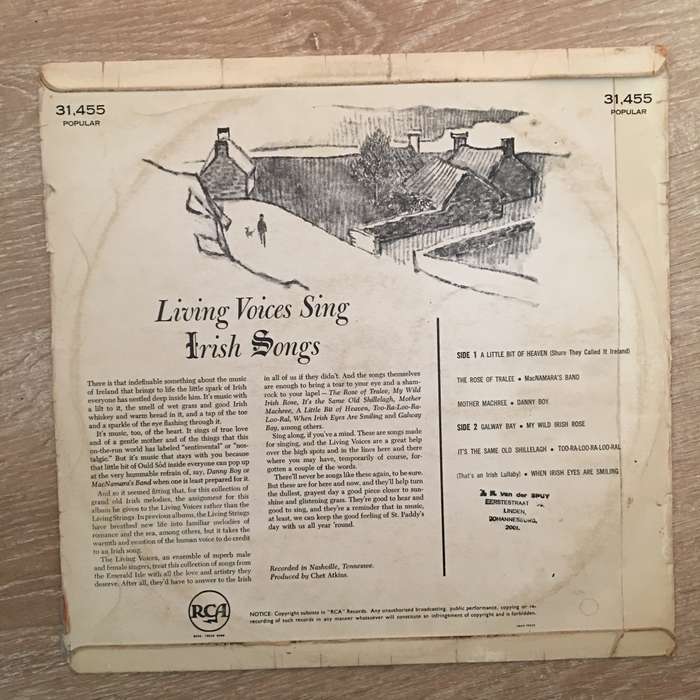 31,455
POPULAR
31,455
POPULAR
Living Voices Sing
Irish Songs
There is that indefinable something about the music
of Ireland that brings to life the little spark of Irish
everyone has nestled deep inside him. It's music with
a lilt to it, the smell of wet grass and good Irish
whiskey and warm bread in it, and a tap of the toe
and a sparkle of the eye flashing through it.
It's music, too, of the heart. It sings of true love
and of a gentle mother and of the things that this
on-the-run world has labeled "sentimental" or "nos-
talgic." But it's music that stays with you because
that little bit of Ould Sod inside everyone can pop up
at the very hummable refrain of, say, Danny Boy or
MacNamara's Band when one is least prepared for it.
And so it seemed fitting that, for this collection of
grand old Irish melodies, the assignment for this
album be given to the Living Voices rather than the
Living Strings. In previous albums, the Living Strings
have breathed new life into familiar melodies of
romance and the sea, among others, but it takes the
warmth and emotion of the human voice to do credit
to an Irish song.
The Living Voices, an ensemble of superb male
and female singers, treat this collection of songs from
the Emerald Isle with all the love and artistry they
deserve. After all, they'd have to answer to the Irish
in all of us if they didn't. And the songs themselves
are enough to bring a tear to your eye and a sham-
rock to your lapel—The Rose of Tralee, My Wild
Irish Rose, It's the Same Old Shillelagh, Mother
Machree, A Little Bit of Heaven, Too-Ra-Loo-Ra-
Loo-Ral, When Irish Eyes Are Smiling and Galway
Bay, among others.
Sing along, if you've a mind. These are songs made
for singing, and the Living Voices are a great help
over the high spots and in the lines here and there
where you may have, temporarily of course, for-
gotten a couple of the words.
There'll never be songs like these again, to be sure.
But these are for here and now, and they'll help turn
the dullest, grayest day a good piece closer to sun-
shine and glistening grass. They're good to hear and
good to sing, and they're a reminder that in music,
at least, we can keep the good feeling of St. Paddy's
day with us all year 'round.
Recorded in Nashville, Tennessee.
Produced by Chet Atkins.
SIDE 1 A LITTLE BIT OF HEAVEN (Shure They Called It Ireland)
THE ROSE OF TRALEE • MacNAMARA'S BAND
MOTHER MACHREE • DANNY BOY
SIDE 2 GALWAY BAY • MY WILD IRISH ROSE
IT'S THE SAME OLD SHILLELAGH • TOO-RA-LOO-RA-LOO-RAL
(That's an Irish Lullaby) • WHEN IRISH EYES ARE SMILING
Van der SPUY
EERSTESTRAAT
LINDEN,
JOHANNESBURG,
2001.
RCA
NOTICE: Copyright subsists in "RCA" Records. Any unauthorised broadcasting, public performance, copying or re-
recording of such records in any manner whatsoever will constitute an infringement of copyright and is forbidden.